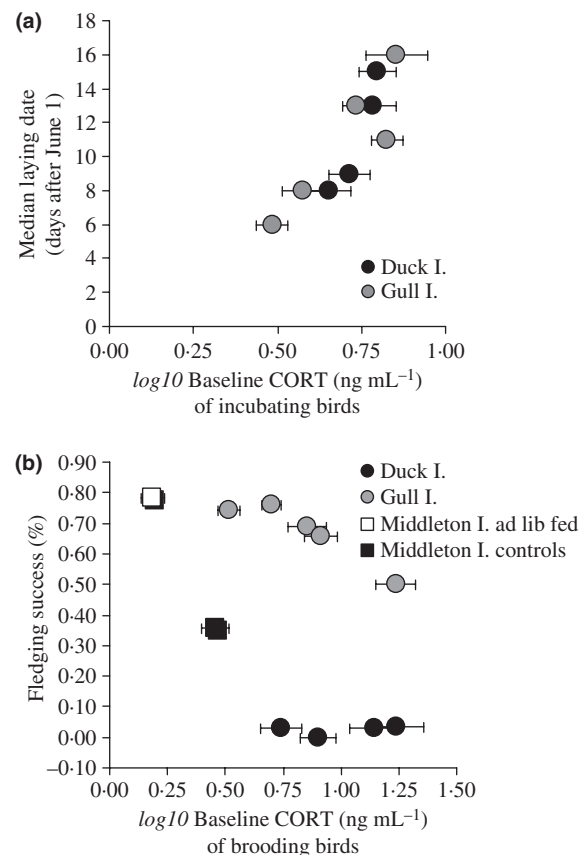 (a)
18
16
14
12
10
8
6
4
2
0
Median laying date
(days after June 1)
Duck I.
Gull I.
0·00 0·25 0·50 0·75 1·00
log10 Baseline CORT (ng mL⁻¹)
of incubating birds
(b)
0·90
0·80
0·70
0·60
0·50
0·40
0·30
0·20
0·10
0·00
–0·10
Fledging success (%)
Duck I.
Gull I.
Middleton I. ad lib fed
Middleton I. controls
0·00 0·25 0·50 0·75 1·00 1·25 1·50
log10 Baseline CORT (ng mL⁻¹)
of brooding birds